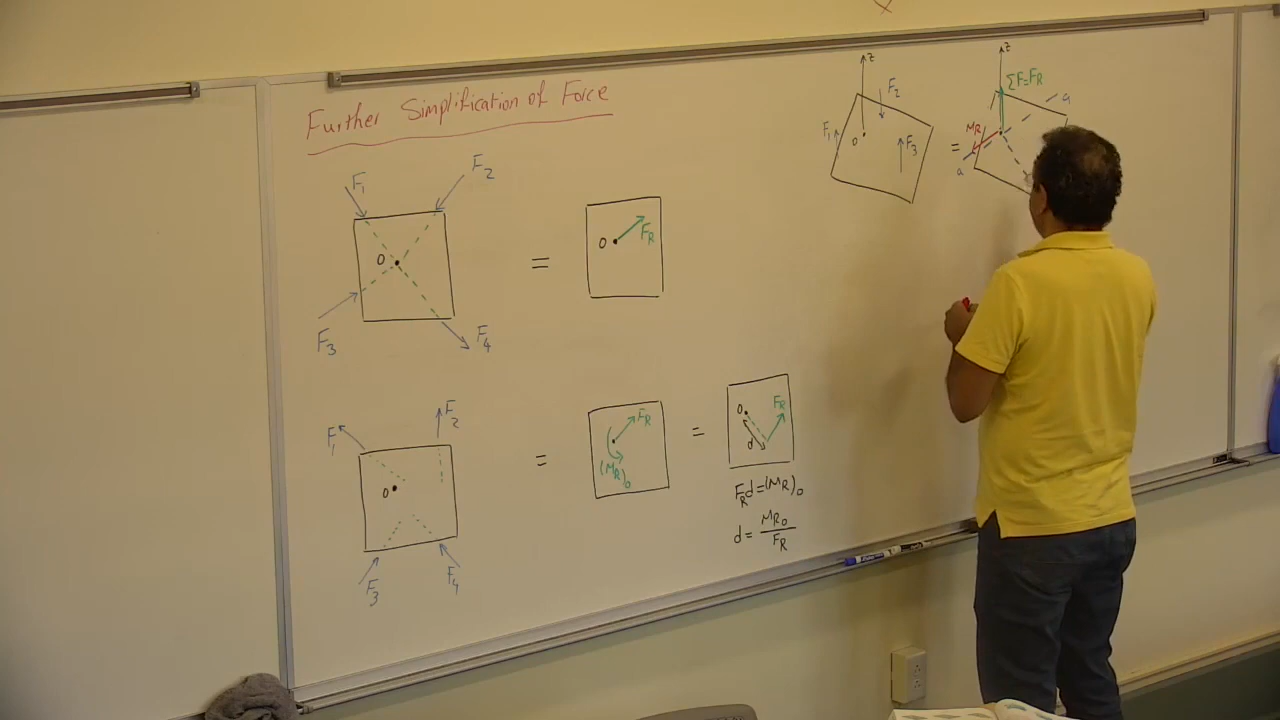 Further Simplification of Force
F1
F2
O
F3
F4
=
O
FR
F1
F2
O
F3
F4
=
FR
(MR)O
=
O
FR
d
FRd=(MR)O
d = MRO / FR
z
F1
F2
O
F3
=
z
ΣF=FR
MR
a
a